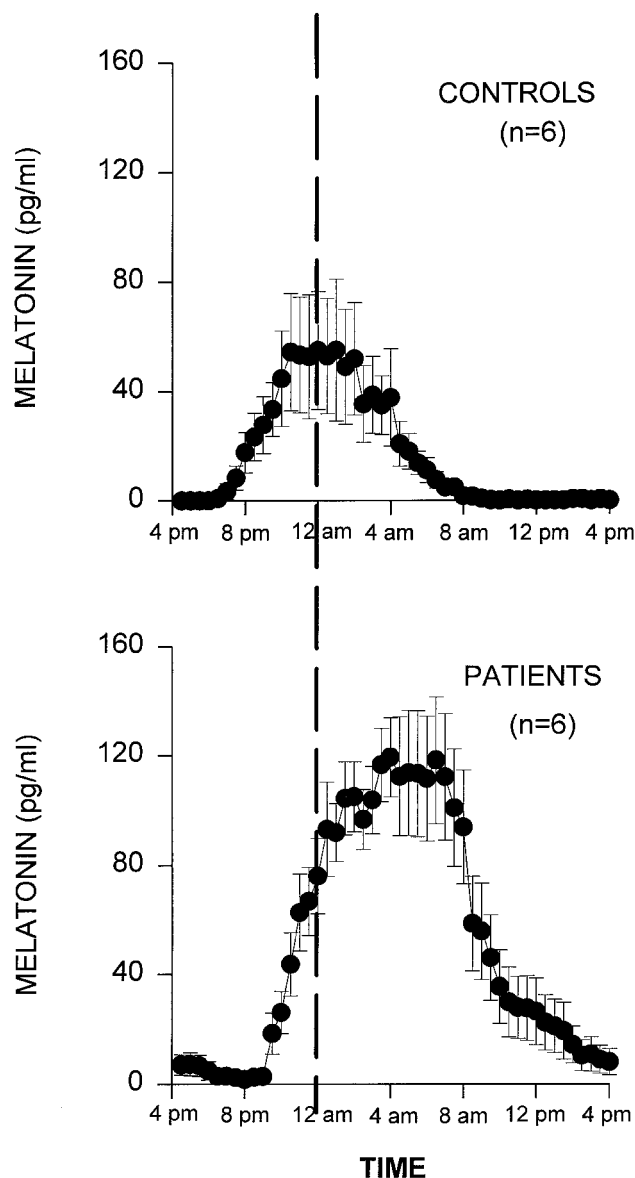 160
CONTROLS
(n=6)
120
80
40
0
MELATONIN (pg/ml)
4 pm 8 pm 12 am 4 am 8 am 12 pm 4 pm
160
PATIENTS
(n=6)
120
80
40
0
MELATONIN (pg/ml)
4 pm 8 pm 12 am 4 am 8 am 12 pm 4 pm
TIME